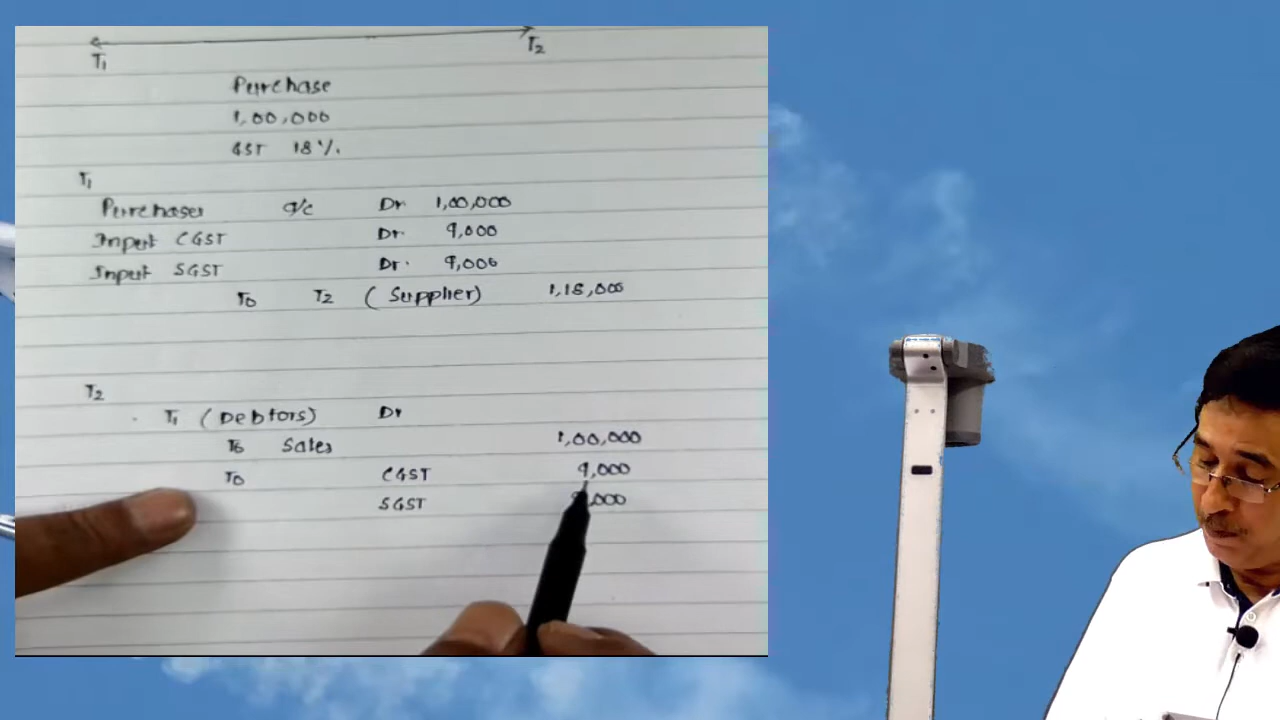 T1 T2
Purchase
1,00,000
GST 18%
T1
Purchases a/c Dr 1,00,000
Input CGST Dr 9,000
Input SGST Dr. 9,000
To T2 (Supplier) 1,18,000
T2
T1 (Debtors) Dr
To Sales 1,00,000
To CGST 9,000
SGST 9,000